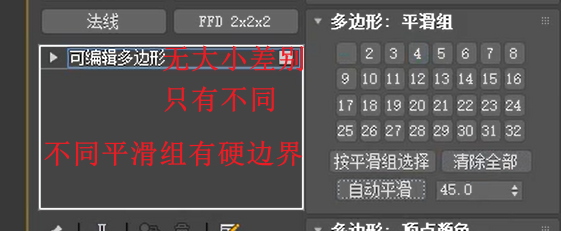 法线 FFD 2x2x2
可编辑多边形
无大小差别
只有不同
不同平滑组有硬边界
多边形: 平滑组
2 3 4 5 6 7 8
9 10 11 12 13 14 15 16
17 18 19 20 21 22 23 24
25 26 27 28 29 30 31 32
按平滑组选择 清除全部
自动平滑 45.0
多边形: 顶点颜色